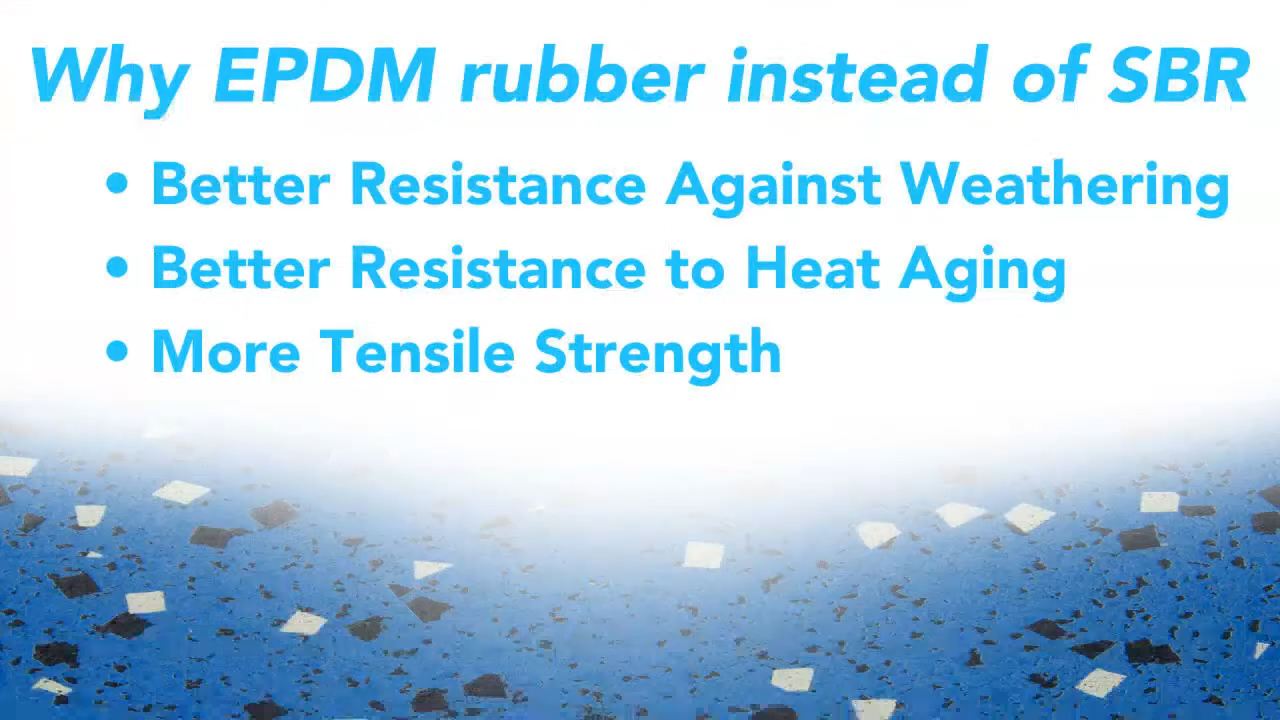 Why EPDM rubber instead of SBR
• Better Resistance Against Weathering
• Better Resistance to Heat Aging
• More Tensile Strength